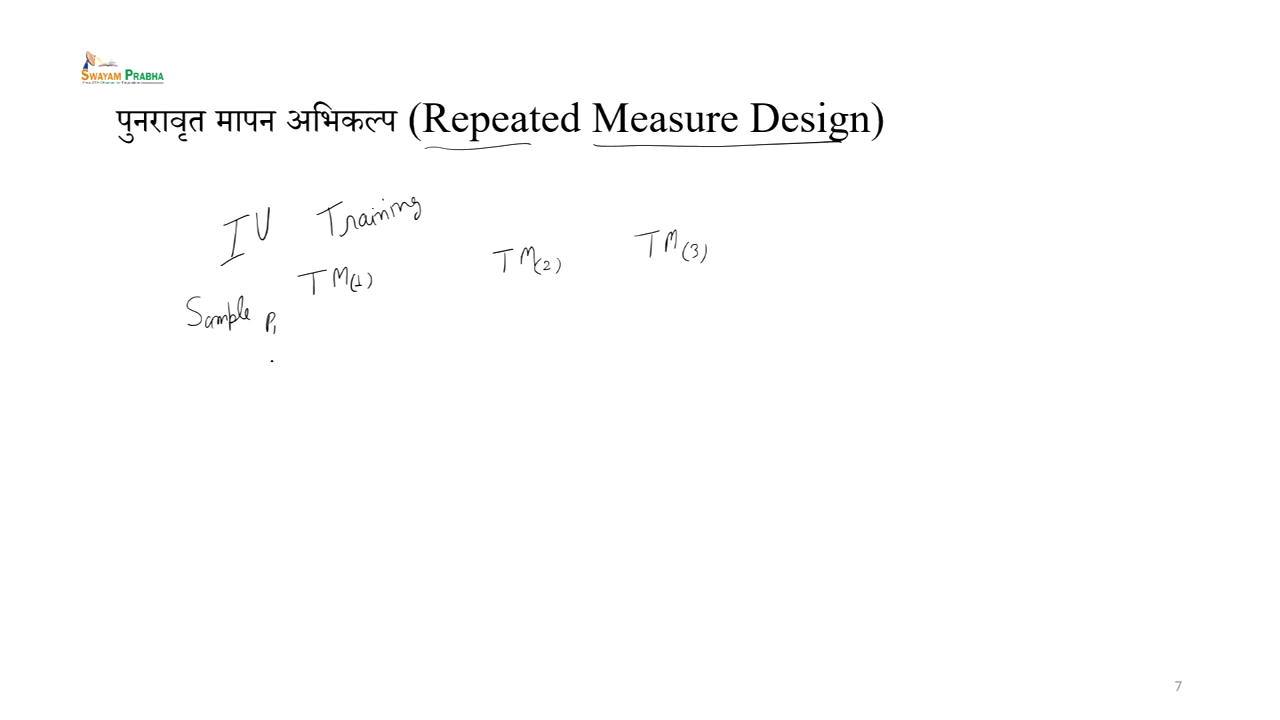 SWAYAM PRABHA
पुनरावृत मापन अभिकल्प (Repeated Measure Design)
IV Training
TM(1) TM(2) TM(3)
Sample P1
7